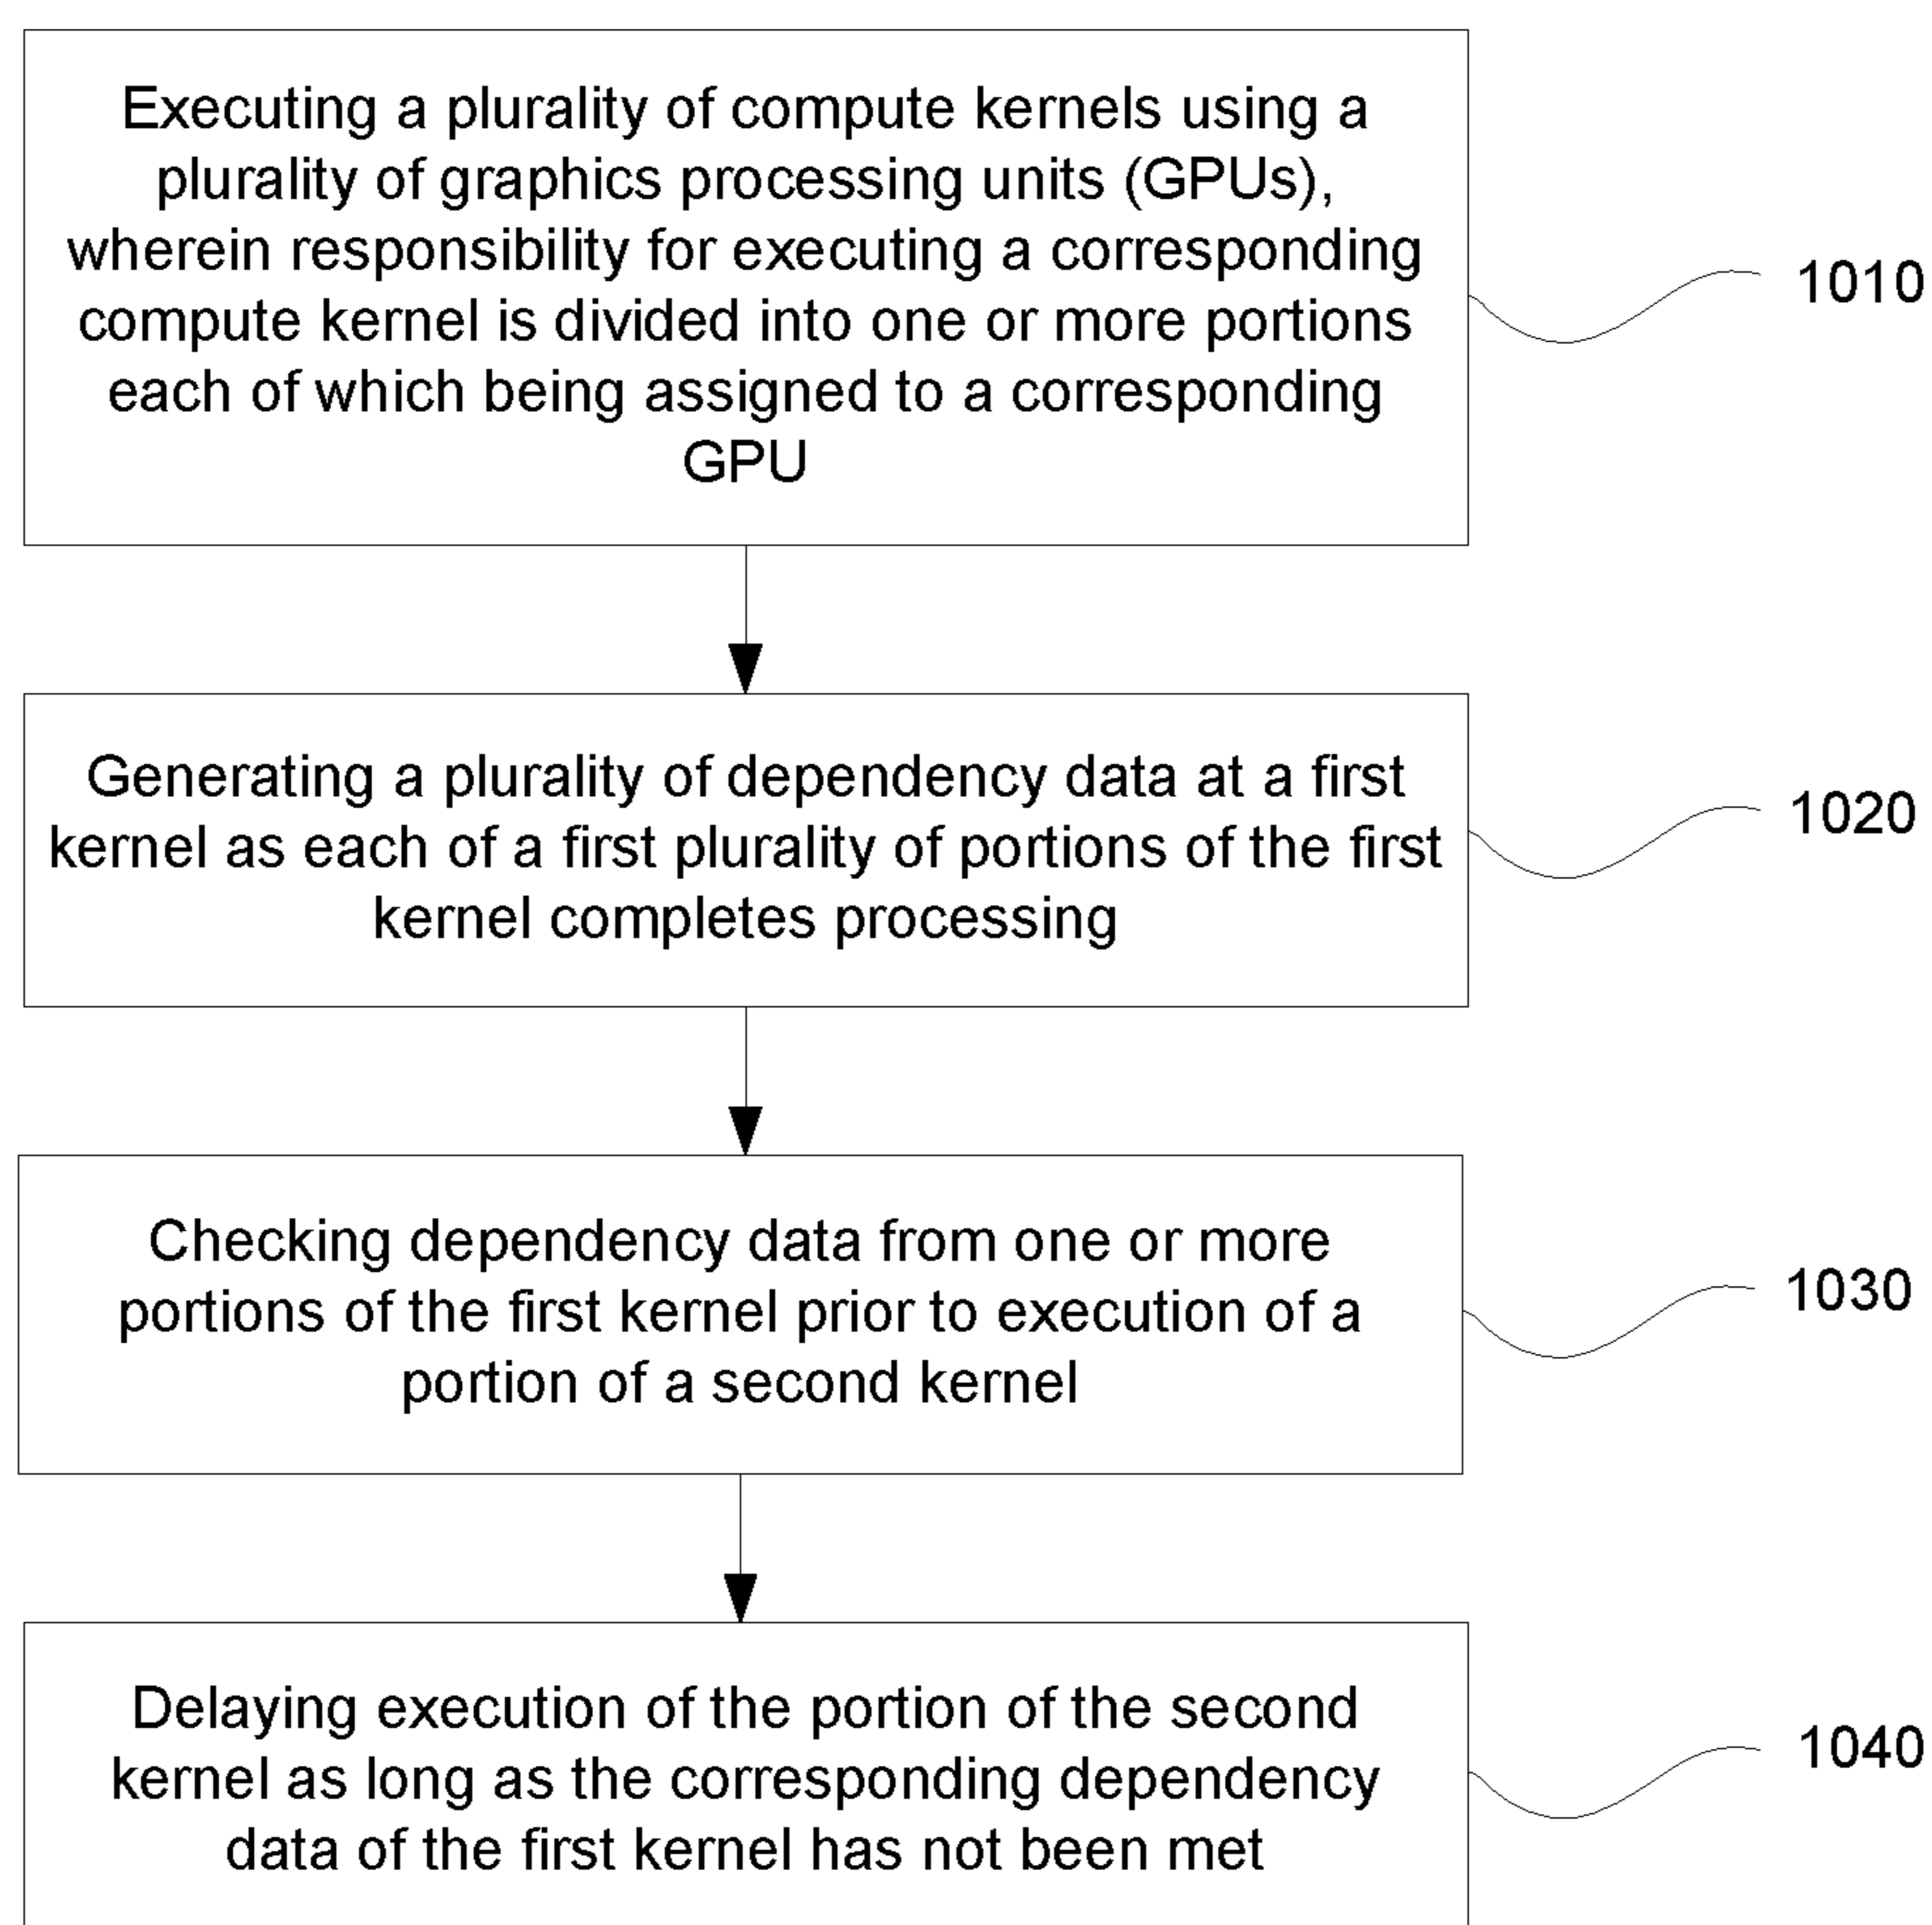 Executing a plurality of compute kernels using a
plurality of graphics processing units (GPUs),
wherein responsibility for executing a corresponding
compute kernel is divided into one or more portions
each of which being assigned to a corresponding
GPU
1010
Generating a plurality of dependency data at a first
kernel as each of a first plurality of portions of the first
kernel completes processing
1020
Checking dependency data from one or more
portions of the first kernel prior to execution of a
portion of a second kernel
1030
Delaying execution of the portion of the second
kernel as long as the corresponding dependency
data of the first kernel has not been met
1040